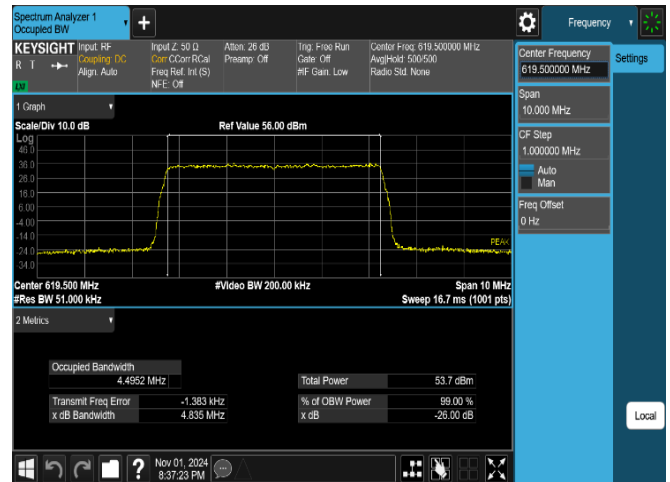 Spectrum Analyzer 1
Occupied BW
+
Frequency
KEYSIGHT
R T
LXI
Input: RF
Coupling: DC
Align: Auto
Input Z: 50 Ω
Corr CCorr RCal
Freq Ref: Int (S)
NFE: Off
Atten: 26 dB
Preamp: Off
Trig: Free Run
Gate: Off
#IF Gain: Low
Center Freq: 619.500000 MHz
Avg|Hold: 500/500
Radio Std: None
1 Graph
Scale/Div 10.0 dB
Ref Value 56.00 dBm
Log
46.0
36.0
26.0
16.0
6.00
-4.00
-14.0
-24.0
-34.0
PEAK
Center 619.500 MHz
#Video BW 200.00 kHz
Span 10 MHz
#Res BW 51.000 kHz
Sweep 16.7 ms (1001 pts)
2 Metrics
Occupied Bandwidth
4.4952 MHz
Total Power
53.7 dBm
Transmit Freq Error
-1.383 kHz
% of OBW Power
99.00 %
x dB Bandwidth
4.835 MHz
x dB
-26.00 dB
Center Frequency
619.500000 MHz
Settings
Span
10.000 MHz
CF Step
1.000000 MHz
Auto
Man
Freq Offset
0 Hz
Local
?
Nov 01, 2024
8:37:23 PM